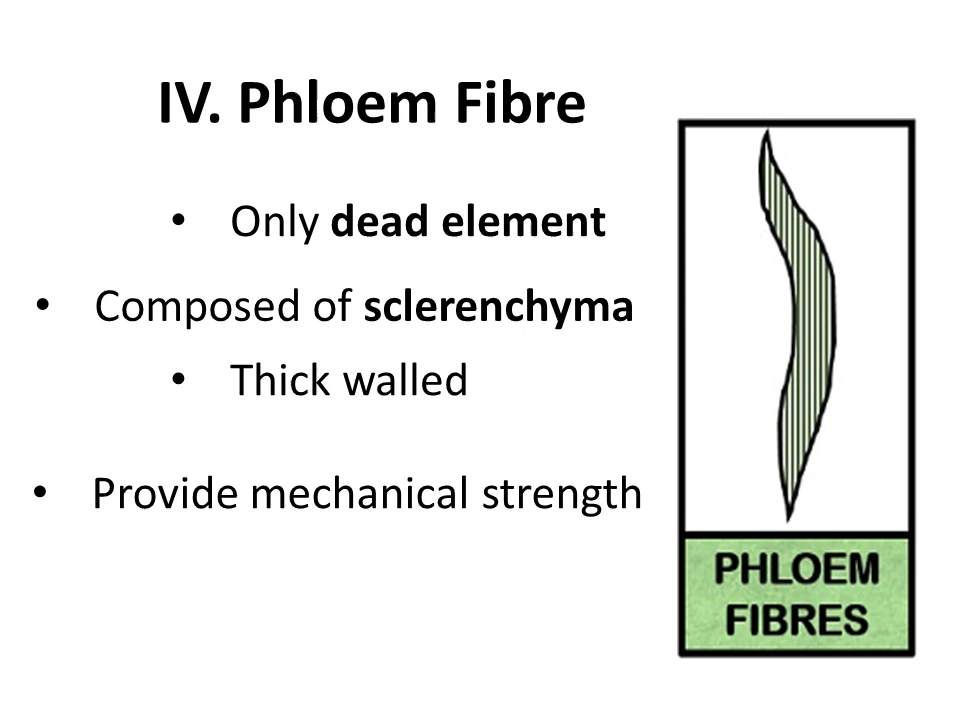 IV. Phloem Fibre
• Only dead element
• Composed of sclerenchyma
• Thick walled
• Provide mechanical strength
PHLOEM
FIBRES